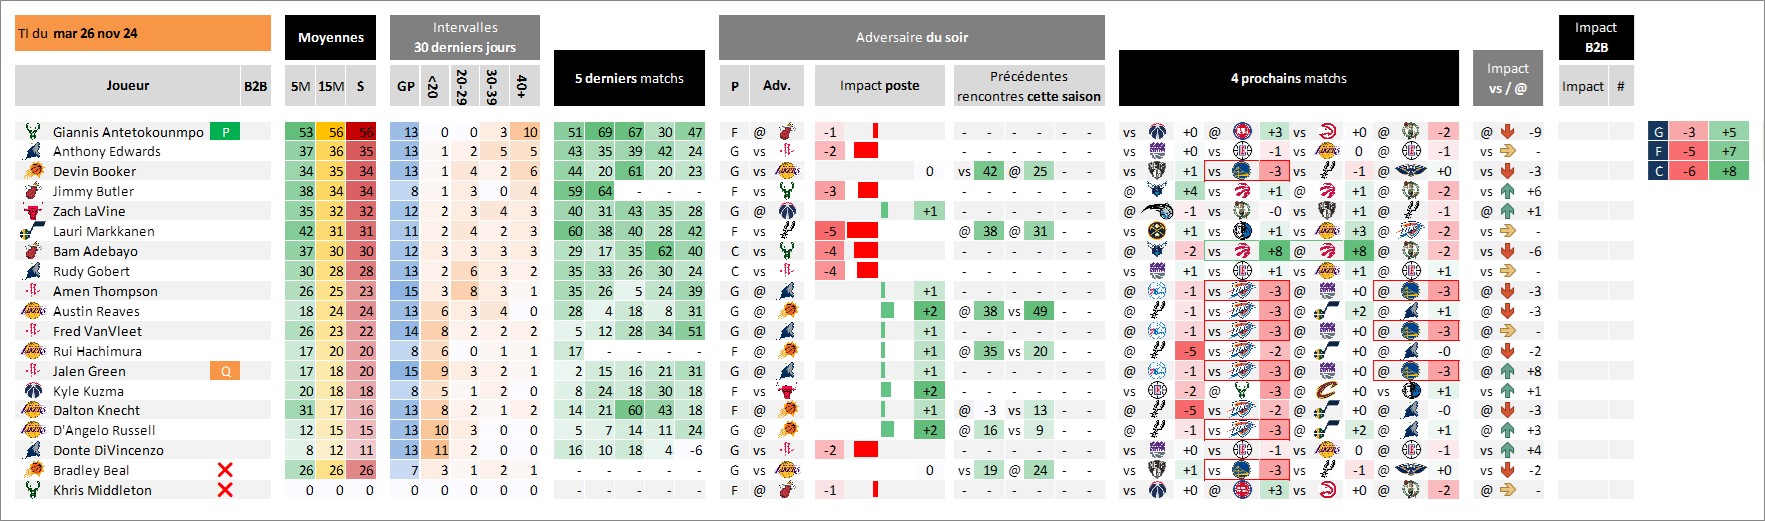 TI du mar 26 nov 24
Moyennes
Intervalles
30 derniers jours
5 derniers matchs
Adversaire du soir
4 prochains matchs
Impact
vs / @
Impact
B2B
Joueur B2B 5M 15M S GP <20 20-29 30-39 40+ P Adv. Impact poste Précédentes
rencontres cette saison Impact #
Giannis Antetokounmpo P 53 56 56 13 0 0 3 10 51 69 67 30 47 F @ -1 - - - - - - vs +0 @ +3 vs +0 @ -2 @ -9 G -3 +5
Anthony Edwards 37 36 35 13 1 2 5 5 43 35 39 42 24 G vs -2 - - - - - - vs +0 @ -1 vs 0 @ -1 vs - F -5 +7
Devin Booker 34 35 34 13 1 4 2 6 44 20 61 20 23 G vs 0 vs 42 @ 25 - - vs +1 vs -3 vs -1 @ +0 vs -3 C -6 +8
Jimmy Butler 38 34 34 8 1 3 0 4 59 64 - - - F vs -3 - - - - - - @ +4 vs +1 @ +1 @ -2 vs +6
Zach LaVine 35 32 32 12 2 3 4 3 40 31 43 35 28 G @ +1 - - - - - - @ -1 vs -0 vs +1 @ -1 @ +1
Lauri Markkanen 42 31 31 11 2 4 2 3 60 38 40 28 42 F vs -5 @ 38 @ 31 - - vs +1 vs +1 vs +3 @ -2 vs -
Bam Adebayo 37 30 30 12 3 3 3 3 29 17 35 62 40 C vs -4 - - - - - - @ -2 vs +8 @ +8 @ -2 vs -6
Rudy Gobert 30 28 28 13 2 6 3 2 35 33 26 30 24 C vs -4 - - - - - - vs +1 vs +1 vs +1 @ +1 vs -
Amen Thompson 26 25 23 15 3 8 3 1 35 26 5 24 39 G @ +1 - - - - - - @ -1 vs -3 @ +0 @ -3 @ -3
Austin Reaves 18 24 24 13 6 3 4 0 28 4 18 8 31 G @ +2 @ 38 vs 49 - - @ -1 vs -3 @ +2 @ +1 @ -3
Fred VanVleet 26 23 22 14 8 2 2 2 5 12 28 34 51 G @ +1 - - - - - - @ -1 vs -3 @ +0 @ -3 @ -
Rui Hachimura 17 20 20 8 6 0 1 1 17 - - - - F @ +1 @ 35 vs 20 - - @ -5 vs -2 @ +0 @ -0 @ -2
Jalen Green Q 17 18 20 15 9 3 2 1 2 15 16 21 31 G @ +1 - - - - - - @ -1 vs -3 @ +0 @ -3 @ +8
Kyle Kuzma 20 18 18 8 5 1 2 0 8 24 18 30 18 F vs +2 - - - - - - vs -2 @ -3 @ +0 vs +1 vs +1
Dalton Knecht 31 17 16 13 8 2 1 2 14 21 60 43 18 F @ +1 @ -3 vs 13 - - @ -5 vs -2 @ +0 @ -0 @ -3
D'Angelo Russell 12 15 15 13 10 3 0 0 5 7 14 11 24 G @ +2 @ 16 vs 9 - - @ -1 vs -3 @ +2 @ +1 @ +3
Donte DiVincenzo 8 12 11 13 11 2 0 0 16 10 18 4 -6 G vs -2 - - - - - - vs +0 @ -1 vs 0 @ -1 vs +4
Bradley Beal 26 26 26 7 3 1 2 1 - - - - - G vs 0 vs 19 @ 24 - - vs +1 vs -3 vs -1 @ +0 vs -2
Khris Middleton 0 0 0 0 0 0 0 0 - - - - - F @ -1 - - - - - - vs +0 @ +3 vs +0 @ -2 @ -